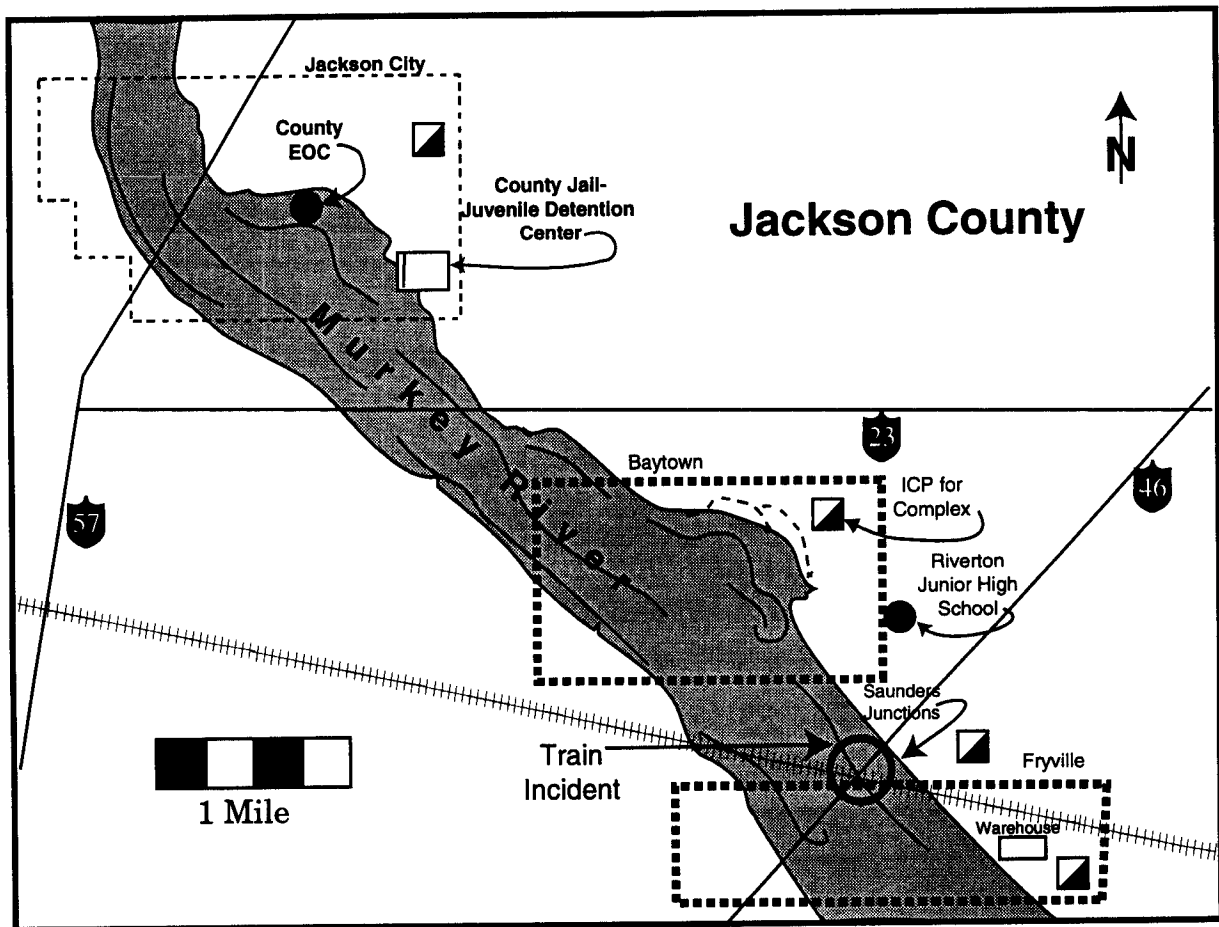 Jackson City
County
EOC
County Jail-
Juvenile Detention
Center
N
Jackson County
Murkey River
23
Baytown
ICP for
Complex
46
57
Riverton
Junior High
School
Saunders
Junctions
Train
Incident
Fryville
1 Mile
Warehouse